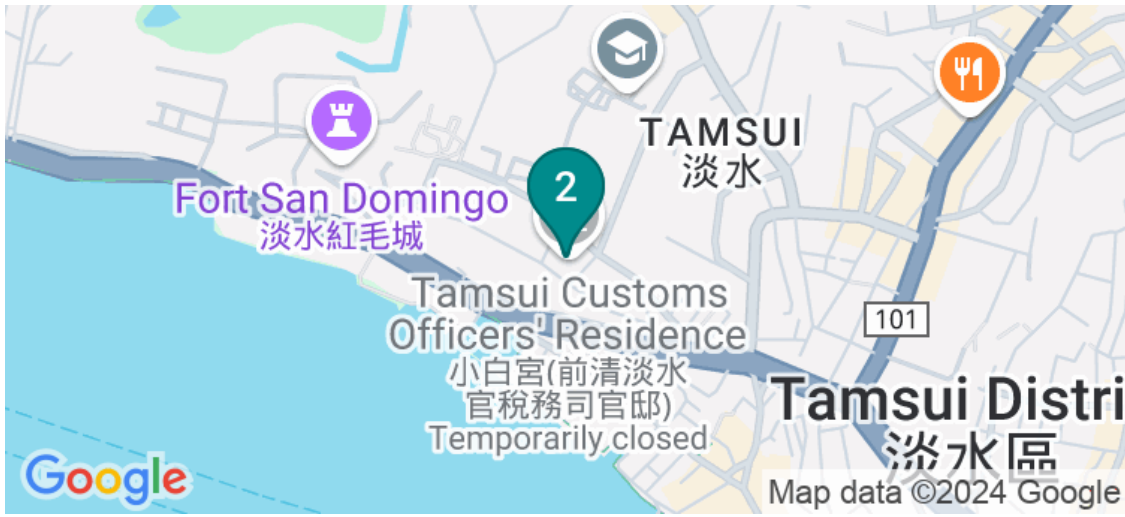 TAMSUI
淡水
2
Fort San Domingo
淡水紅毛城
Tamsui Customs
Officers' Residence
小白宮(前清淡水
官稅務司官邸)
Temporarily closed
101
Tamsui Distri
淡水區
Google
Map data ©2024 Google